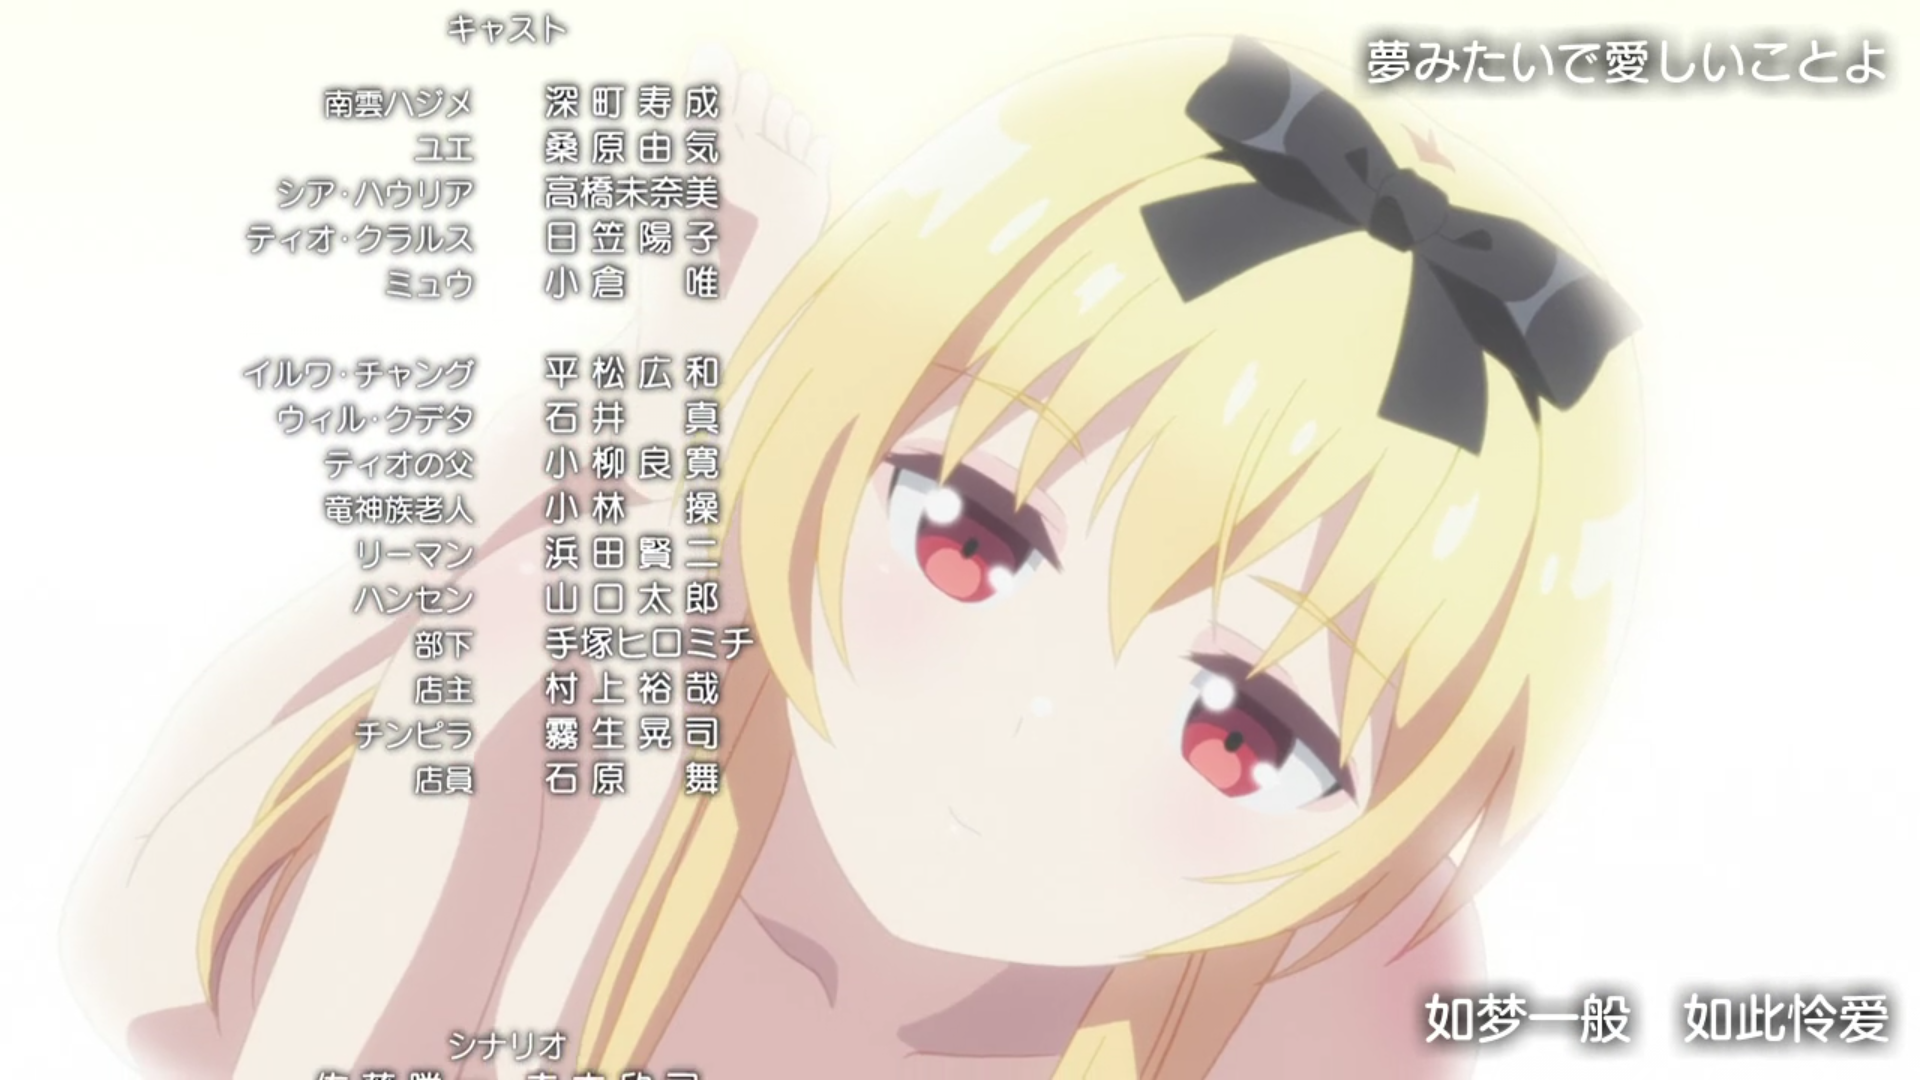 キャスト
夢みたいで愛しいことよ
南雲ハジメ 深町寿成
ユエ 桑原由気
シア・ハウリア 高橋未奈美
ティオ・クラルス 日笠陽子
ミュウ 小倉 唯
イルワ・チャング 平松広和
ウィル・クデタ 石井 真
ティオの父 小柳良寛
竜神族老人 小林 操
リーマン 浜田賢二
ハンセン 山口太郎
部下 手塚ヒロミチ
店主 村上裕哉
チンピラ 霧生晃司
店員 石原 舞
如梦一般 如此怜爱
シナリオ